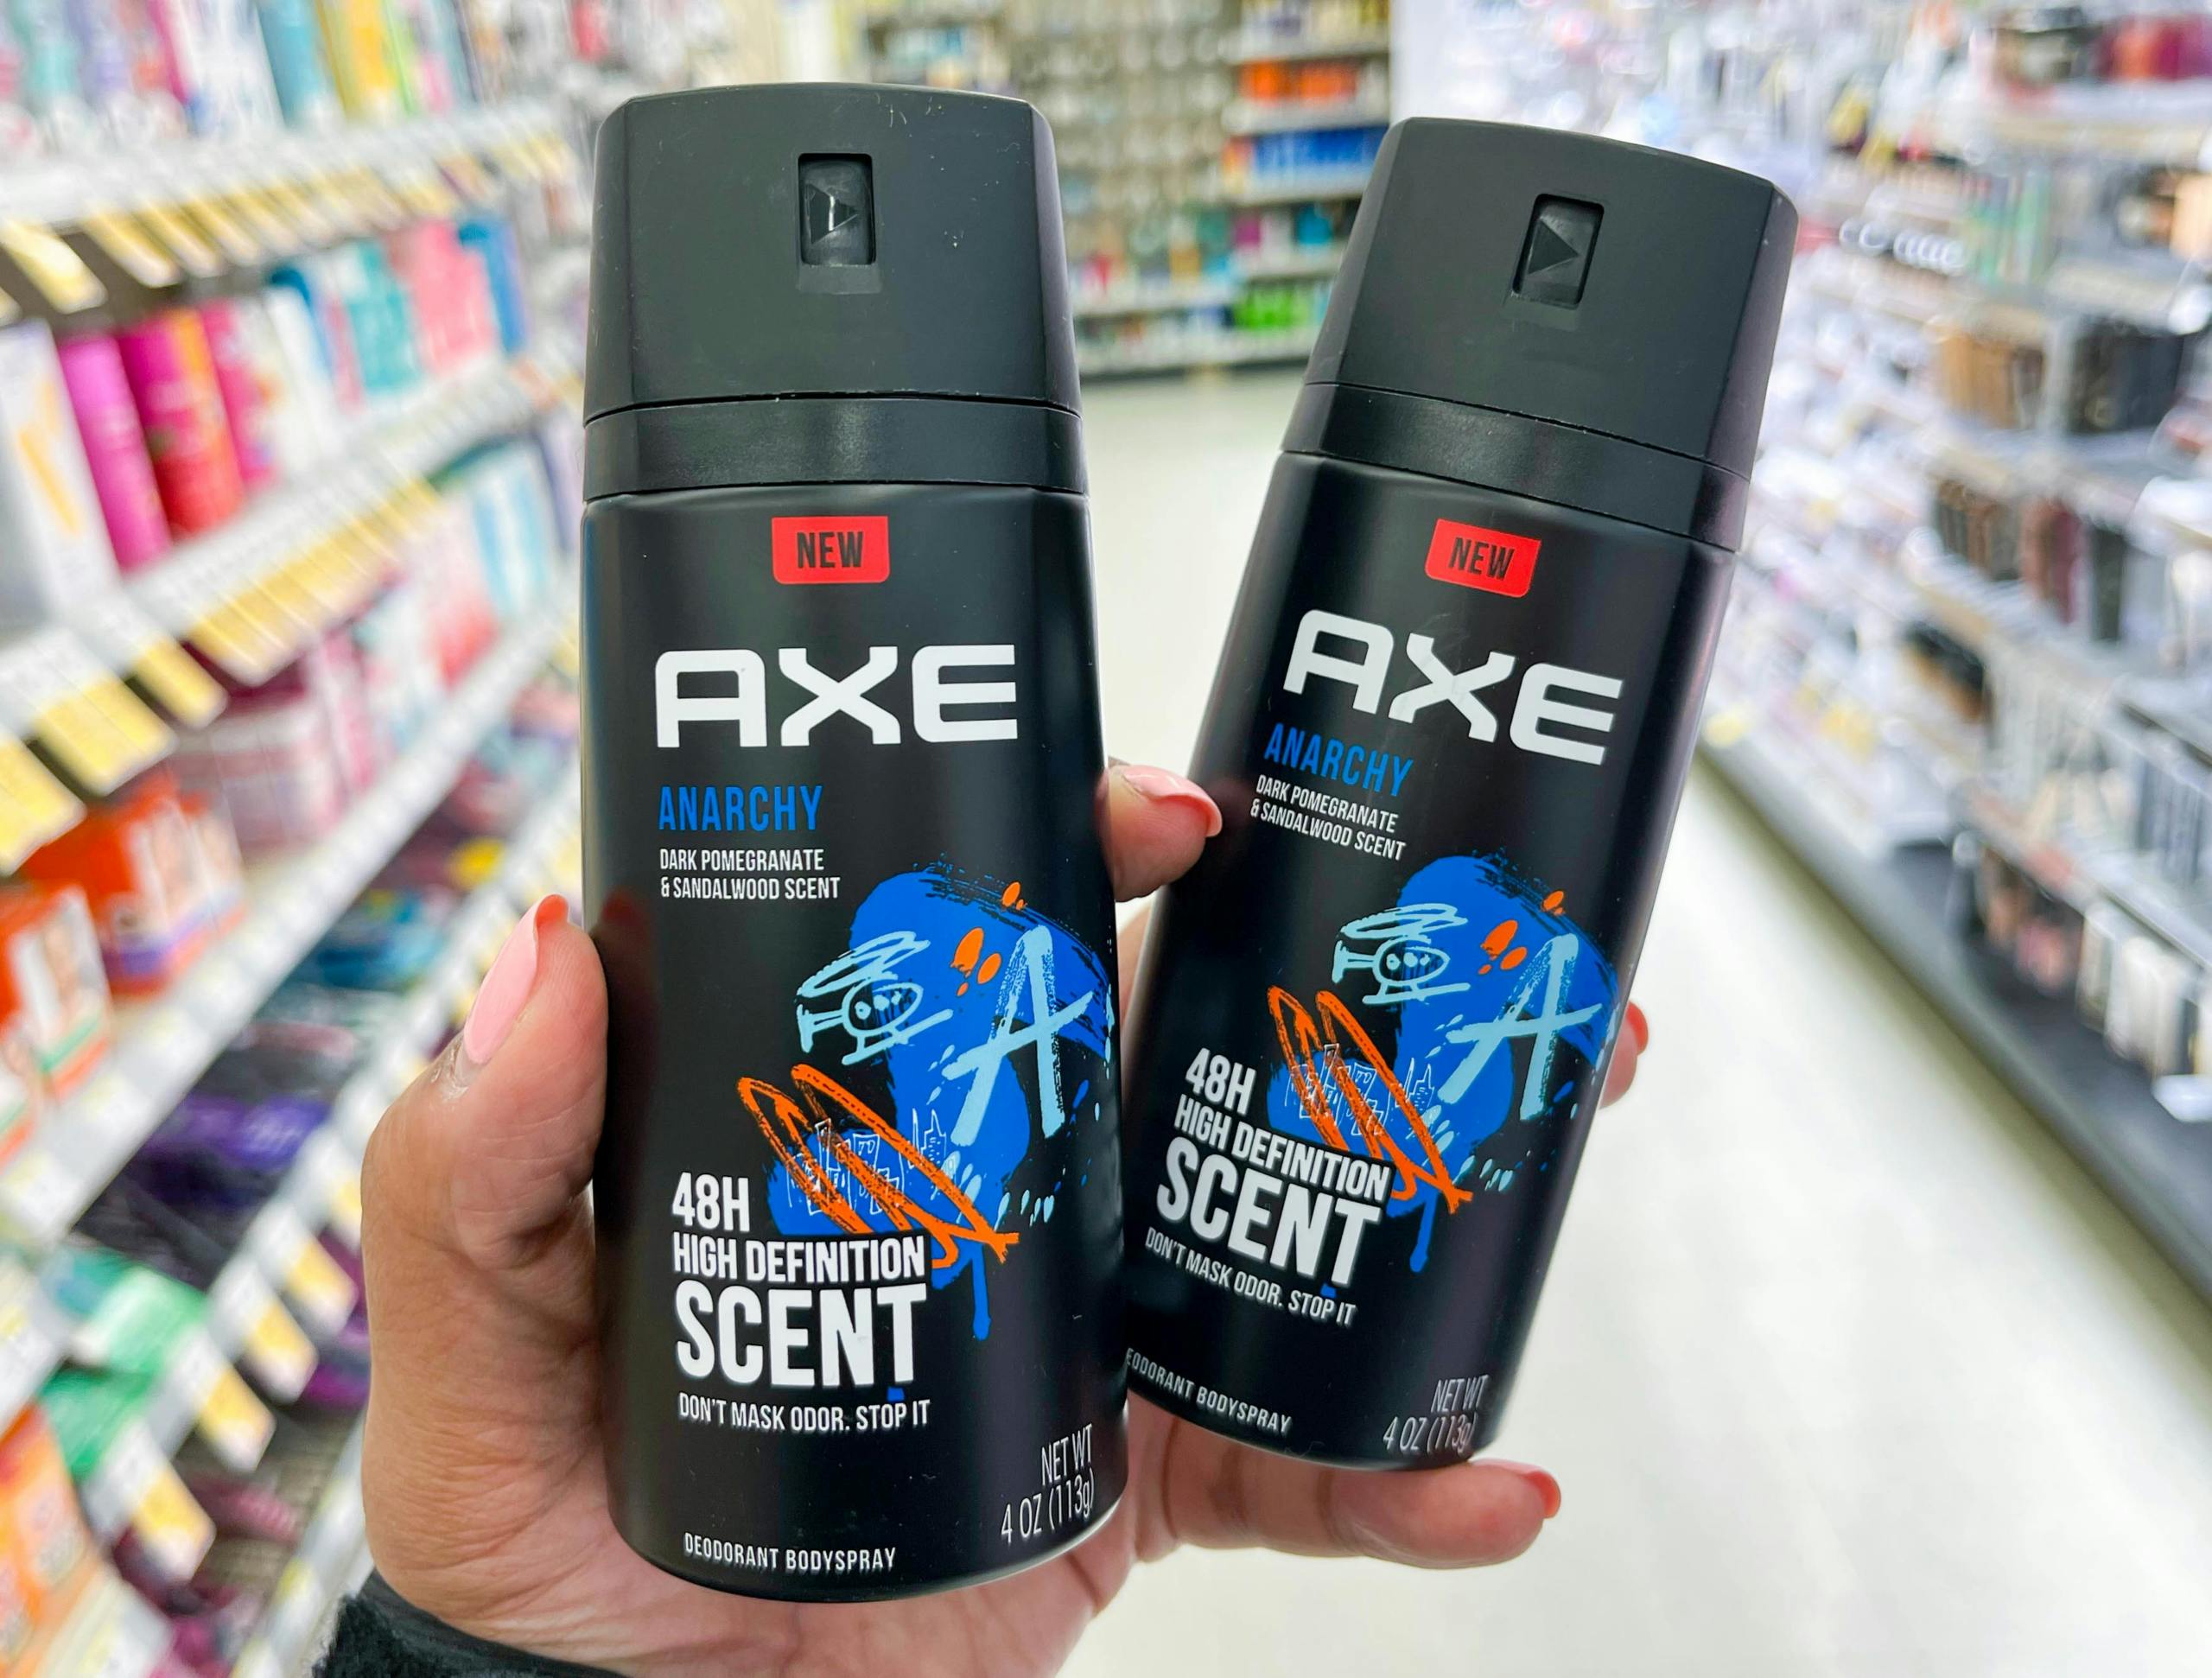 NEW
AXE
ANARCHY
DARK POMEGRANATE
& SANDALWOOD SCENT
A
48H
HIGH DEFINITION
SCENT
DON'T MASK ODOR. STOP IT
NET WT
4 OZ (113g)
DEODORANT BODYSPRAY
NEW
AXE
ANARCHY
DARK POMEGRANATE
& SANDALWOOD SCENT
A
48H
HIGH DEFINITION
SCENT
DON'T MASK ODOR. STOP IT
EODORANT BODYSPRAY
NET WT
4 OZ (113g)